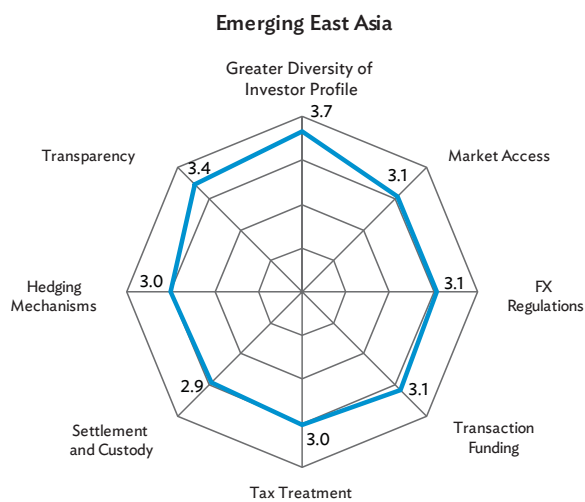 Emerging East Asia
Greater Diversity of
Investor Profile
3.7
Transparency
3.4
3.1
Market Access
Hedging
Mechanisms
3.0
3.1
FX
Regulations
2.9
3.1
Settlement
and Custody
3.0
Transaction
Funding
Tax Treatment